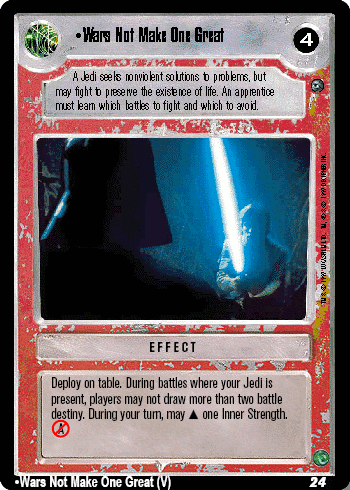 •Wars Not Make One Great
4
A Jedi seeks nonviolent solutions to problems, but
may fight to preserve the existence of life. An apprentice
must learn which battles to fight and which to avoid.
EFFECT
Deploy on table. During battles where your Jedi is
present, players may not draw more than two battle
destiny. During your turn, may ▲ one Inner Strength.
•Wars Not Make One Great (V)
24